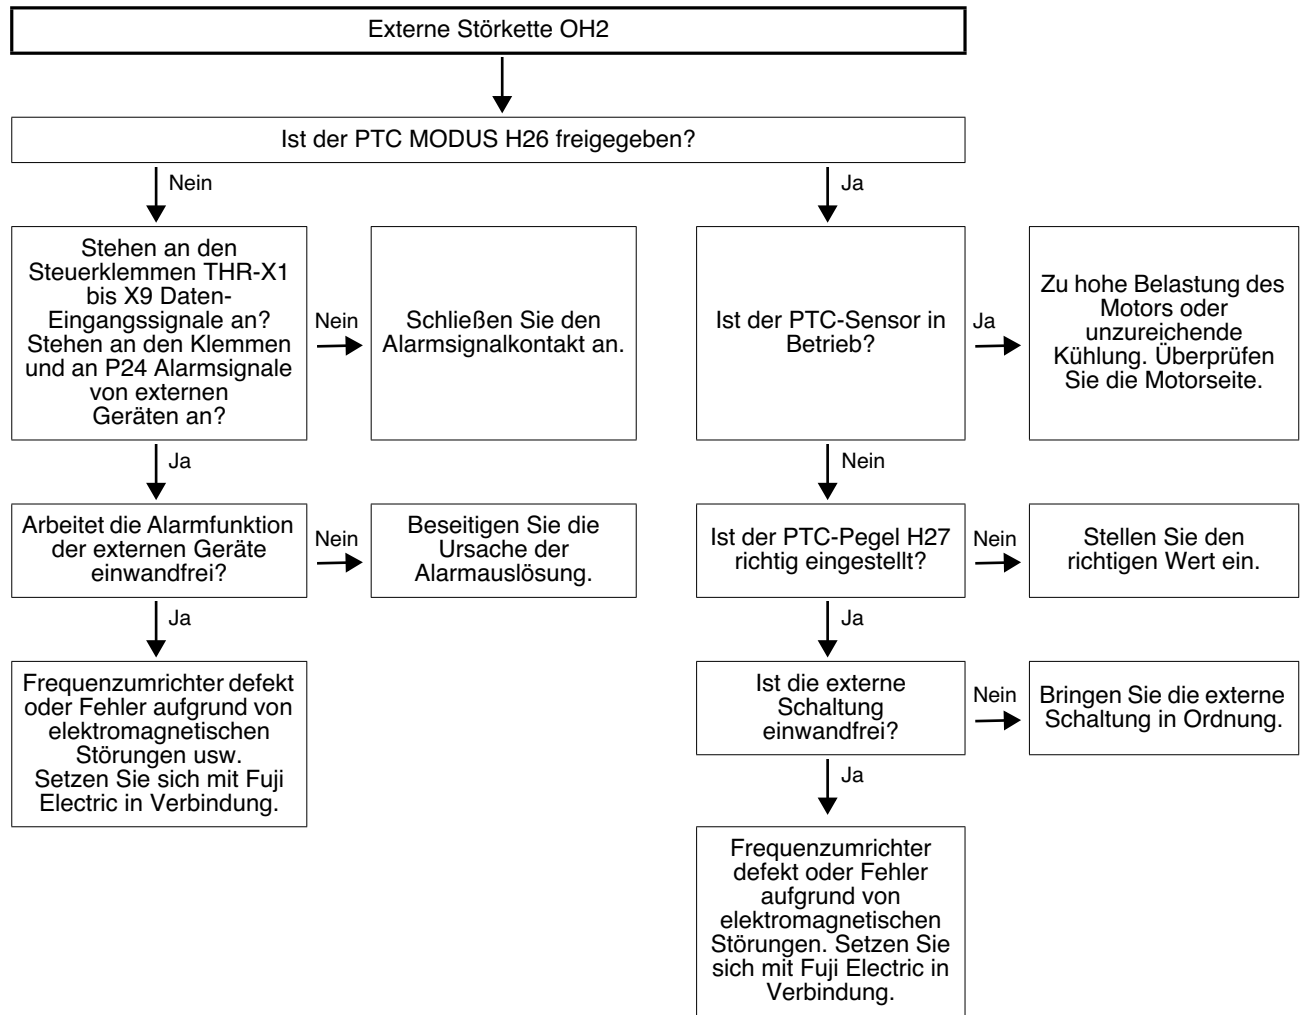 Externe Störkette OH2
Ist der PTC MODUS H26 freigegeben?
Nein
Ja
Stehen an den
Steuerklemmen THR-X1
bis X9 Daten-
Eingangssignale an?
Stehen an den Klemmen
und an P24 Alarmsignale
von externen
Geräten an?
Nein
Schließen Sie den
Alarmsignalkontakt an.
Ist der PTC-Sensor in
Betrieb?
Ja
Zu hohe Belastung des
Motors oder
unzureichende
Kühlung. Überprüfen
Sie die Motorseite.
Ja
Nein
Arbeitet die Alarmfunktion
der externen Geräte
einwandfrei?
Nein
Beseitigen Sie die
Ursache der
Alarmauslösung.
Ist der PTC-Pegel H27
richtig eingestellt?
Nein
Stellen Sie den
richtigen Wert ein.
Ja
Ja
Frequenzumrichter defekt
oder Fehler aufgrund von
elektromagnetischen
Störungen usw.
Setzen Sie sich mit Fuji
Electric in Verbindung.
Ist die externe
Schaltung
einwandfrei?
Nein
Bringen Sie die externe
Schaltung in Ordnung.
Ja
Frequenzumrichter
defekt oder Fehler
aufgrund von
elektromagnetischen
Störungen. Setzen Sie
sich mit Fuji Electric in
Verbindung.